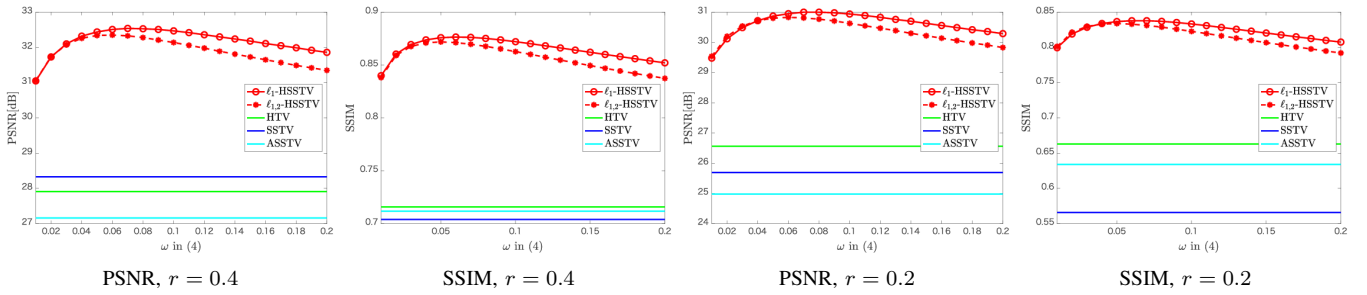 33
32
31
30
29
28
27
PSNR[dB]
ℓ1-HSSTV
ℓ1,2-HSSTV
HTV
SSTV
ASSTV
0.02 0.04 0.06 0.08 0.1 0.12 0.14 0.16 0.18 0.2
ω in (4)
PSNR, r = 0.4
0.9
0.85
0.8
0.75
0.7
SSIM
ℓ1-HSSTV
ℓ1,2-HSSTV
HTV
SSTV
ASSTV
0.05 0.1 0.15 0.2
ω in (4)
SSIM, r = 0.4
31
30
29
28
27
26
25
24
PSNR[dB]
ℓ1-HSSTV
ℓ1,2-HSSTV
HTV
SSTV
ASSTV
0.02 0.04 0.06 0.08 0.1 0.12 0.14 0.16 0.18 0.2
ω in (4)
PSNR, r = 0.2
0.85
0.8
0.75
0.7
0.65
0.6
0.55
SSIM
ℓ1-HSSTV
ℓ1,2-HSSTV
HTV
SSTV
ASSTV
0.05 0.1 0.15 0.2
ω in (4)
SSIM, r = 0.2